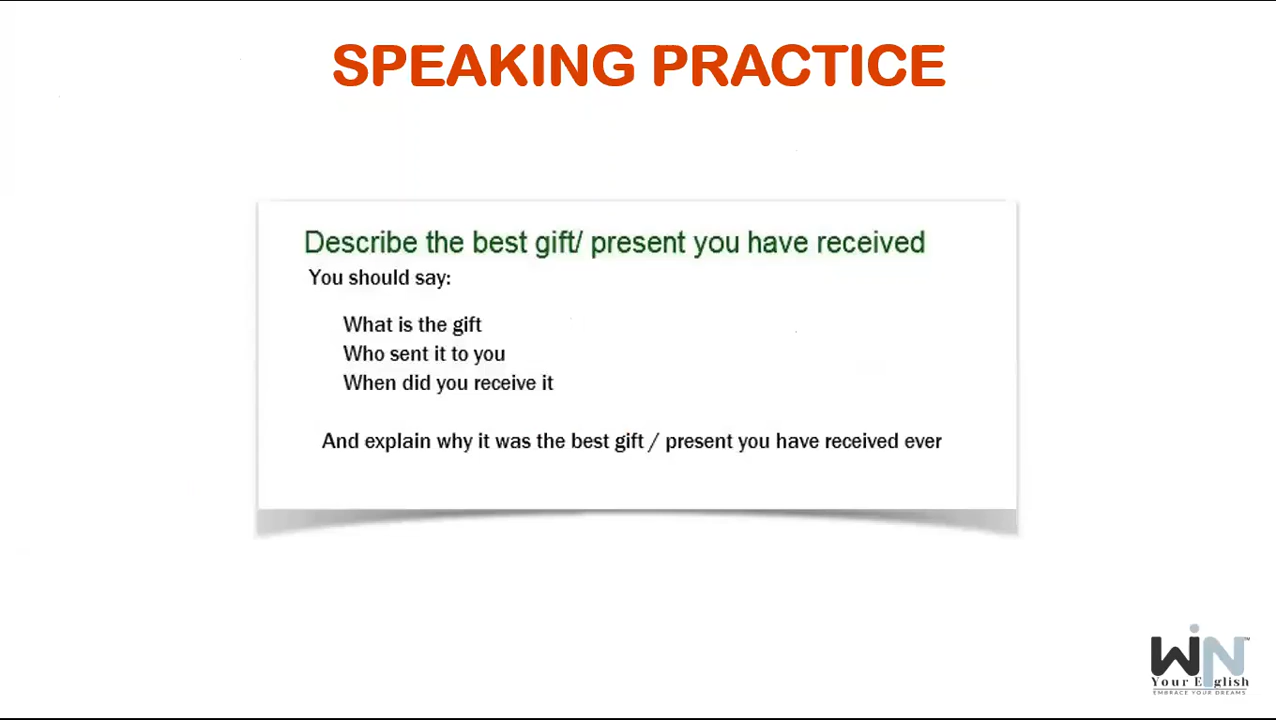 SPEAKING PRACTICE
Describe the best gift/ present you have received
You should say:
What is the gift
Who sent it to you
When did you receive it
And explain why it was the best gift / present you have received ever
WiN™
Your English
EMBRACE YOUR DREAMS